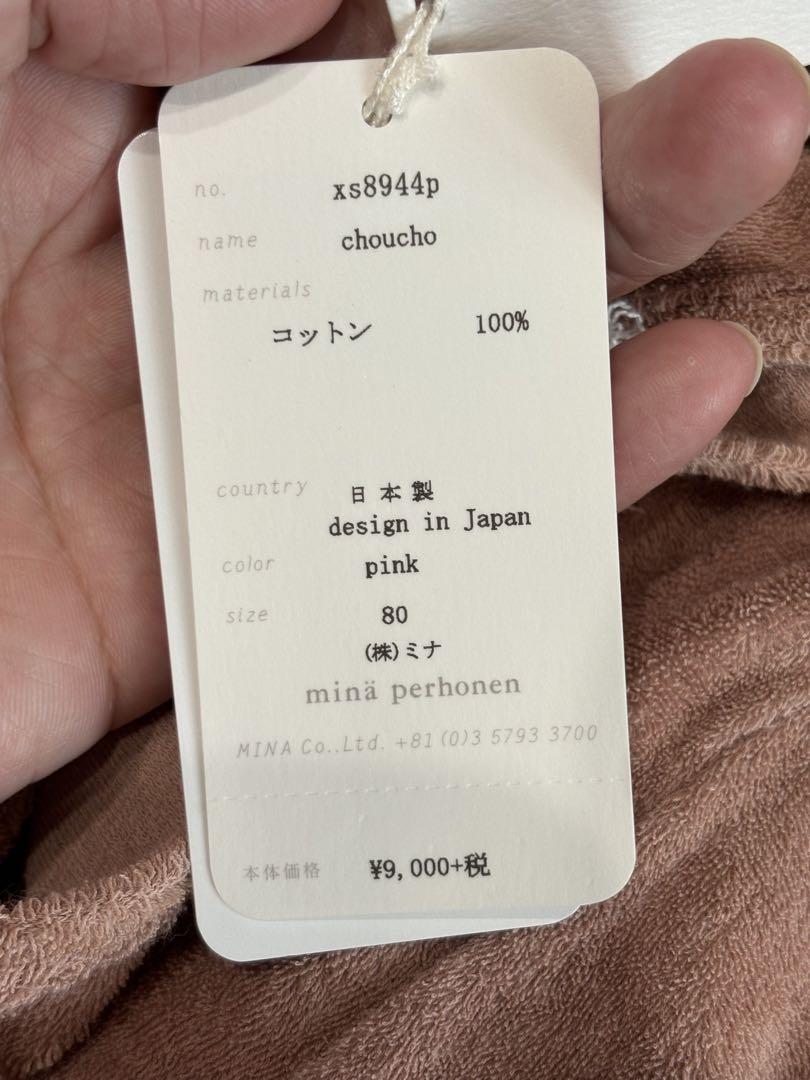 no. xs8944p
name choucho
materials
コットン 100%
country 日本製
design in Japan
color pink
size 80
(株)ミナ
minä perhonen
MINA Co.,Ltd. +81(0)3 5793 3700
本体価格 ¥9,000+税